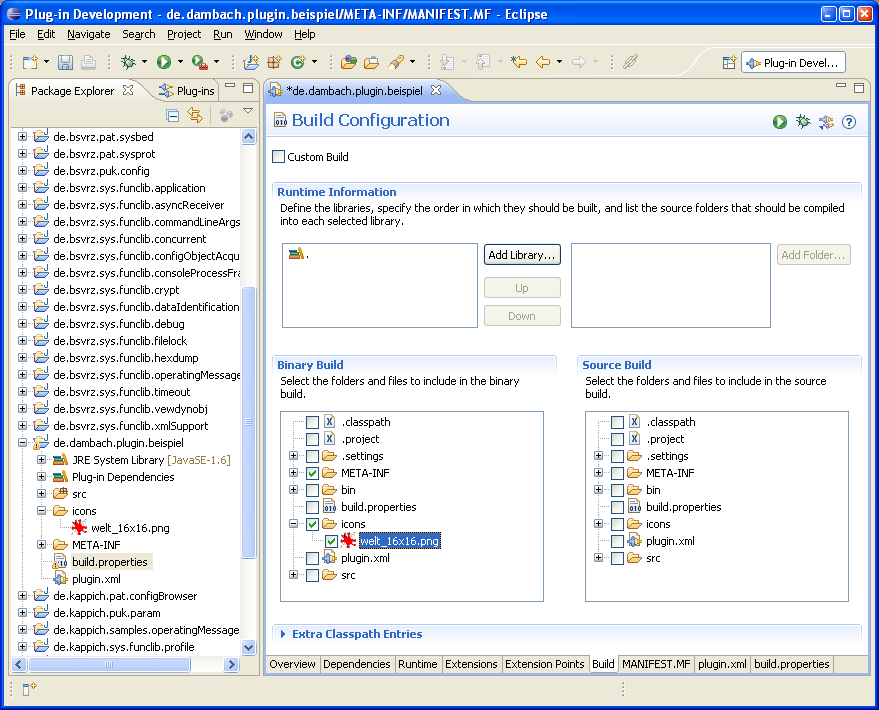 Plug-in Development - de.dambach.plugin.beispiel/META-INF/MANIFEST.MF - Eclipse
File Edit Navigate Search Project Run Window Help
Plug-in Devel...
Package Explorer Plug-ins
de.bsvrz.pat.sysbed
de.bsvrz.pat.sysprot
de.bsvrz.puk.config
de.bsvrz.sys.funclib.application
de.bsvrz.sys.funclib.asyncReceiver
de.bsvrz.sys.funclib.commandLineArgs
de.bsvrz.sys.funclib.concurrent
de.bsvrz.sys.funclib.configObjectAcqu
de.bsvrz.sys.funclib.consoleProcessFra
de.bsvrz.sys.funclib.crypt
de.bsvrz.sys.funclib.dataIdentification
de.bsvrz.sys.funclib.debug
de.bsvrz.sys.funclib.filelock
de.bsvrz.sys.funclib.hexdump
de.bsvrz.sys.funclib.operatingMessage
de.bsvrz.sys.funclib.timeout
de.bsvrz.sys.funclib.vewdynobj
de.bsvrz.sys.funclib.xmlSupport
de.dambach.plugin.beispiel
JRE System Library [JavaSE-1.6]
Plug-in Dependencies
src
icons
welt_16x16.png
META-INF
build.properties
plugin.xml
de.kappich.pat.configBrowser
de.kappich.puk.param
de.kappich.samples.operatingMessage
de.kappich.sys.funclib.profile
*de.dambach.plugin.beispiel
Build Configuration
Custom Build
Runtime Information
Define the libraries, specify the order in which they should be built, and list the source folders that should be compiled
into each selected library.
.
Add Library...
Up
Down
Add Folder...
Binary Build
Select the folders and files to include in the binary
build.
.classpath
.project
.settings
META-INF
bin
build.properties
icons
welt_16x16.png
plugin.xml
src
Source Build
Select the folders and files to include in the source
build.
.classpath
.project
.settings
META-INF
bin
build.properties
icons
plugin.xml
src
Extra Classpath Entries
Overview Dependencies Runtime Extensions Extension Points Build MANIFEST.MF plugin.xml build.properties